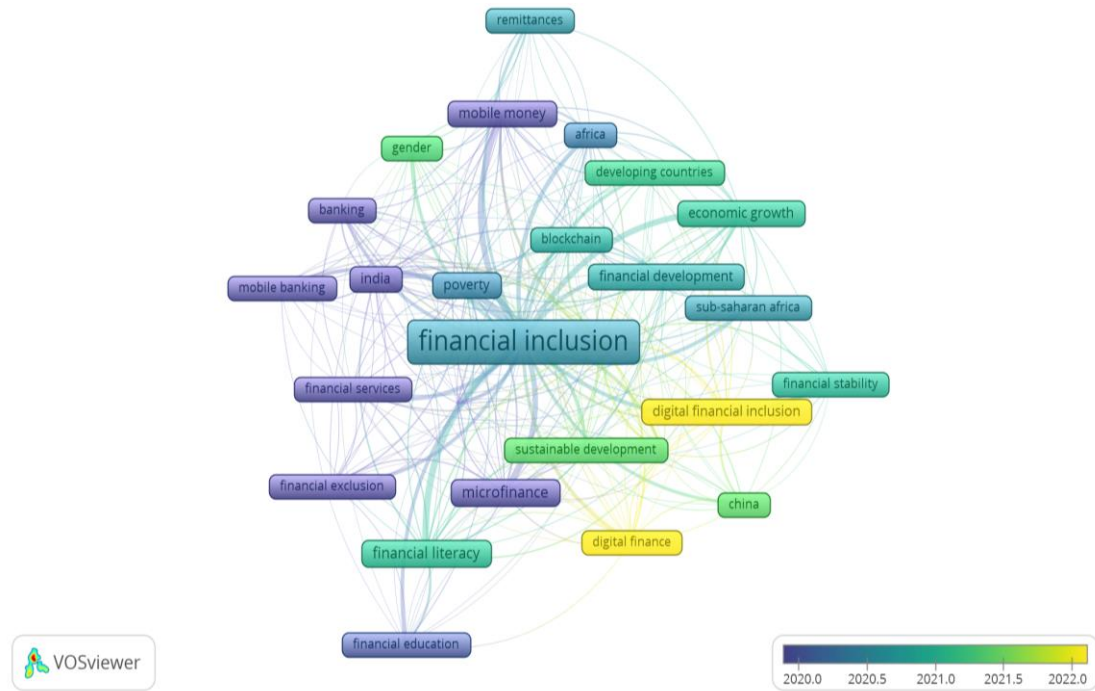 remittances
mobile money
africa
gender
developing countries
banking
economic growth
blockchain
india
financial development
mobile banking
poverty
sub-saharan africa
financial inclusion
financial services
financial stability
digital financial inclusion
sustainable development
financial exclusion
microfinance
china
financial literacy
digital finance
financial education
VOSviewer
2020.0 2020.5 2021.0 2021.5 2022.0